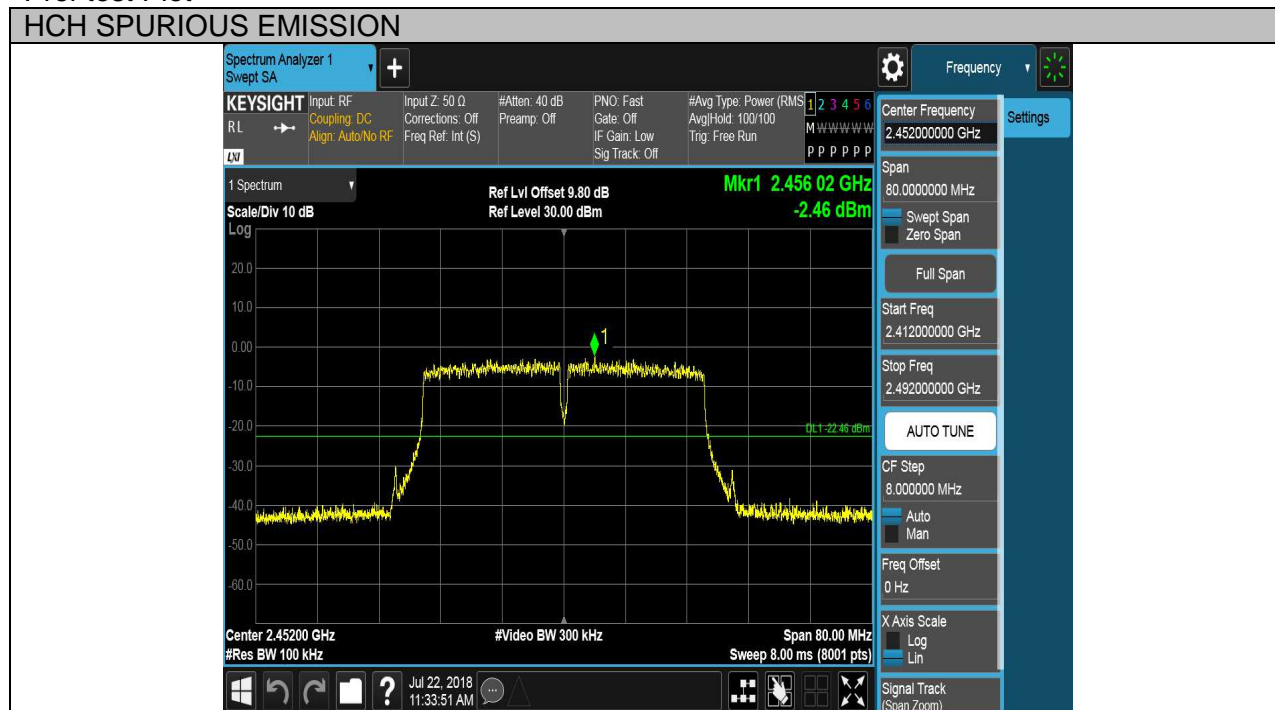 HCH SPURIOUS EMISSION
Spectrum Analyzer 1
Swept SA
+
Frequency
KEYSIGHT
RL
LXI
Input: RF
Coupling: DC
Align: Auto/No RF
Input Z: 50 Ω
Corrections: Off
Freq Ref: Int (S)
#Atten: 40 dB
Preamp: Off
PNO: Fast
Gate: Off
IF Gain: Low
Sig Track: Off
#Avg Type: Power (RMS
Avg|Hold: 100/100
Trig: Free Run
1 2 3 4 5 6
M W W W W W
P P P P P P
Center Frequency
2.452000000 GHz
Settings
1 Spectrum
Scale/Div 10 dB
Log
Ref Lvl Offset 9.80 dB
Ref Level 30.00 dBm
Mkr1 2.456 02 GHz
-2.46 dBm
Span
80.0000000 MHz
Swept Span
Zero Span
Full Span
Start Freq
2.412000000 GHz
Stop Freq
2.492000000 GHz
AUTO TUNE
CF Step
8.000000 MHz
Auto
Man
Freq Offset
0 Hz
X Axis Scale
Log
Lin
Signal Track
(Span Zoom)
20.0
10.0
0.00
-10.0
-20.0
-30.0
-40.0
-50.0
-60.0
1
DL1 -22.46 dBm
Center 2.45200 GHz
#Res BW 100 kHz
#Video BW 300 kHz
Span 80.00 MHz
Sweep 8.00 ms (8001 pts)
?
Jul 22, 2018
11:33:51 AM